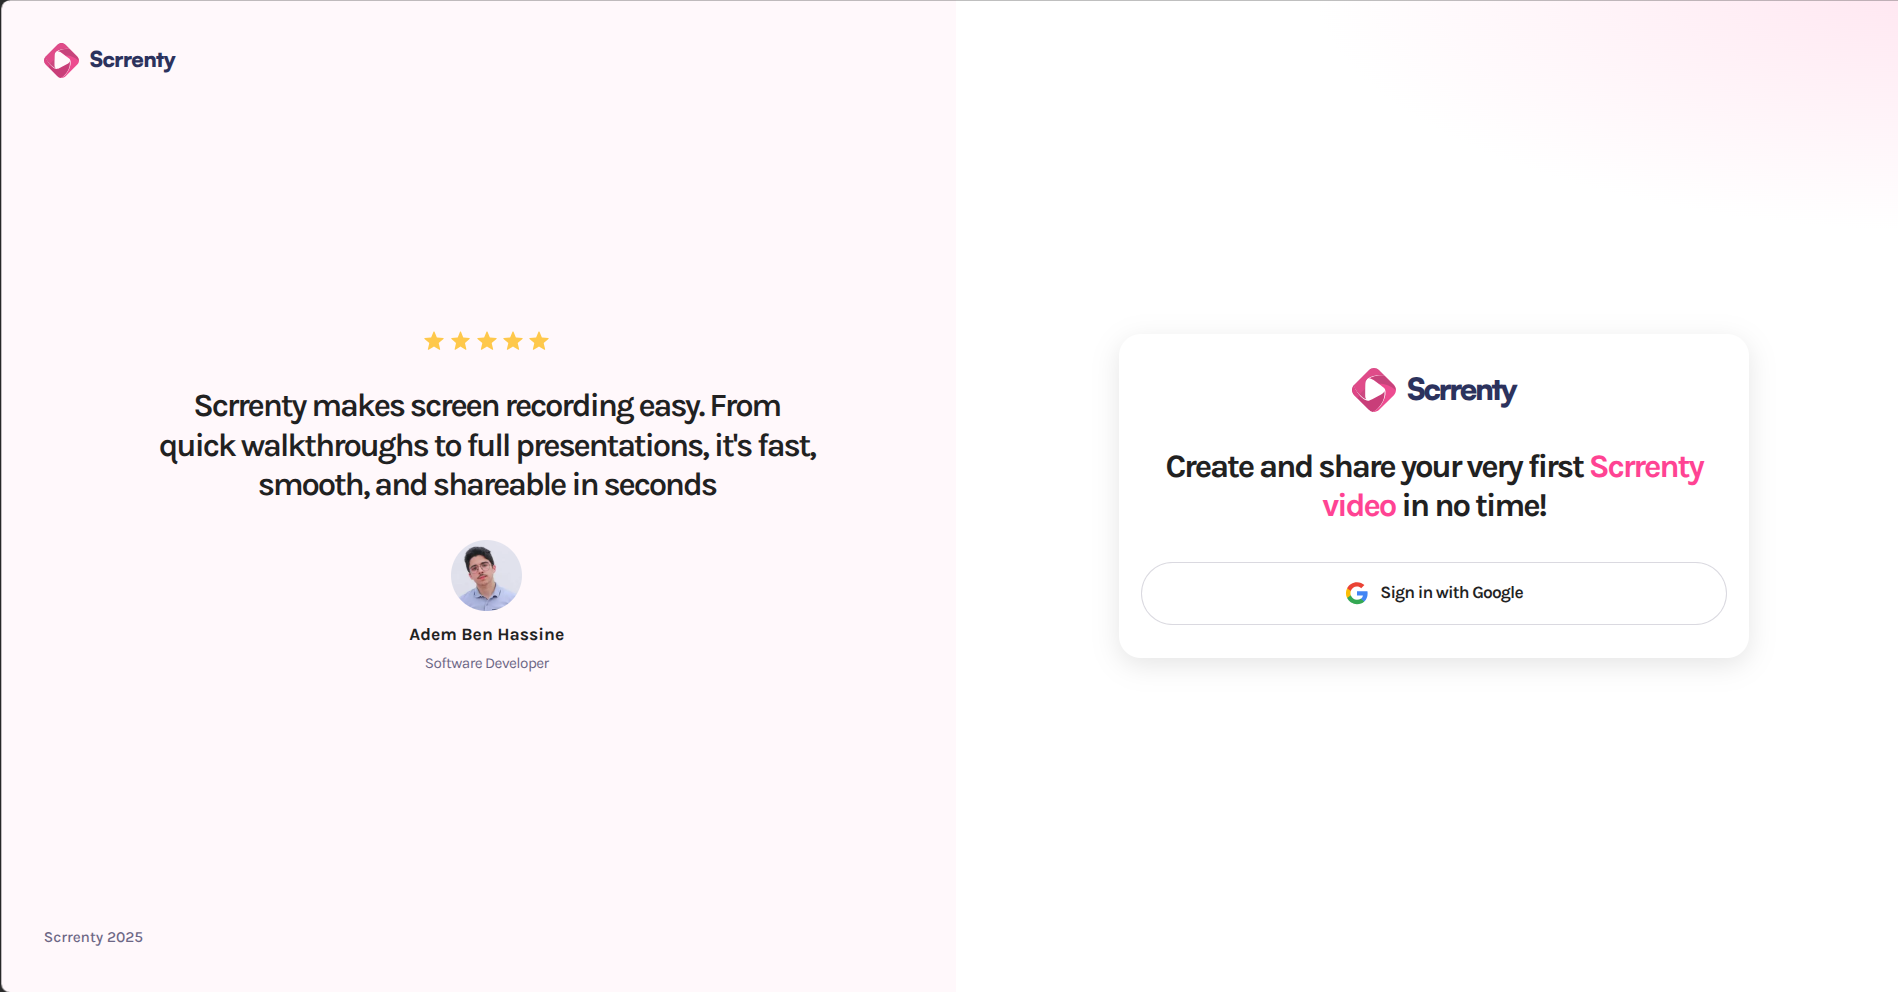 Scrrenty
Scrrenty makes screen recording easy. From
quick walkthroughs to full presentations, it's fast,
smooth, and shareable in seconds
Adem Ben Hassine
Software Developer
Scrrenty 2025
Scrrenty
Create and share your very first Scrrenty
video in no time!
Sign in with Google